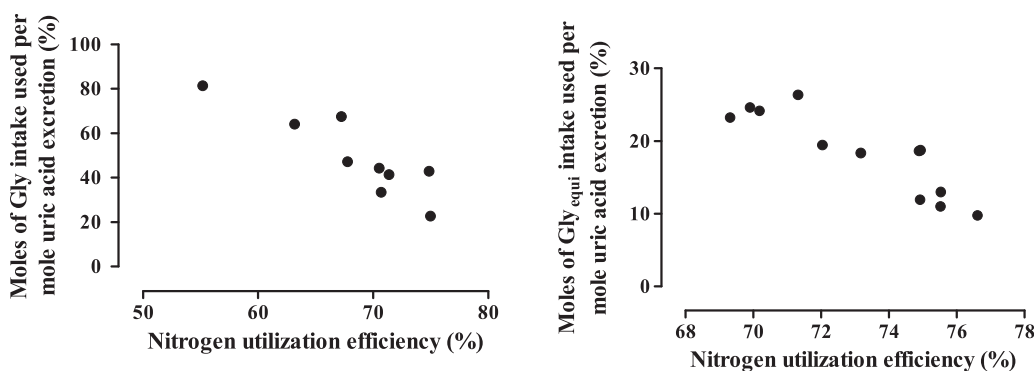 Moles of Gly intake used per
mole uric acid excretion (%)
100
80
60
40
20
0
50 60 70 80
Nitrogen utilization efficiency (%)
Moles of Glyequi intake used per
mole uric acid excretion (%)
30
20
10
0
68 70 72 74 76 78
Nitrogen utilization efficiency (%)